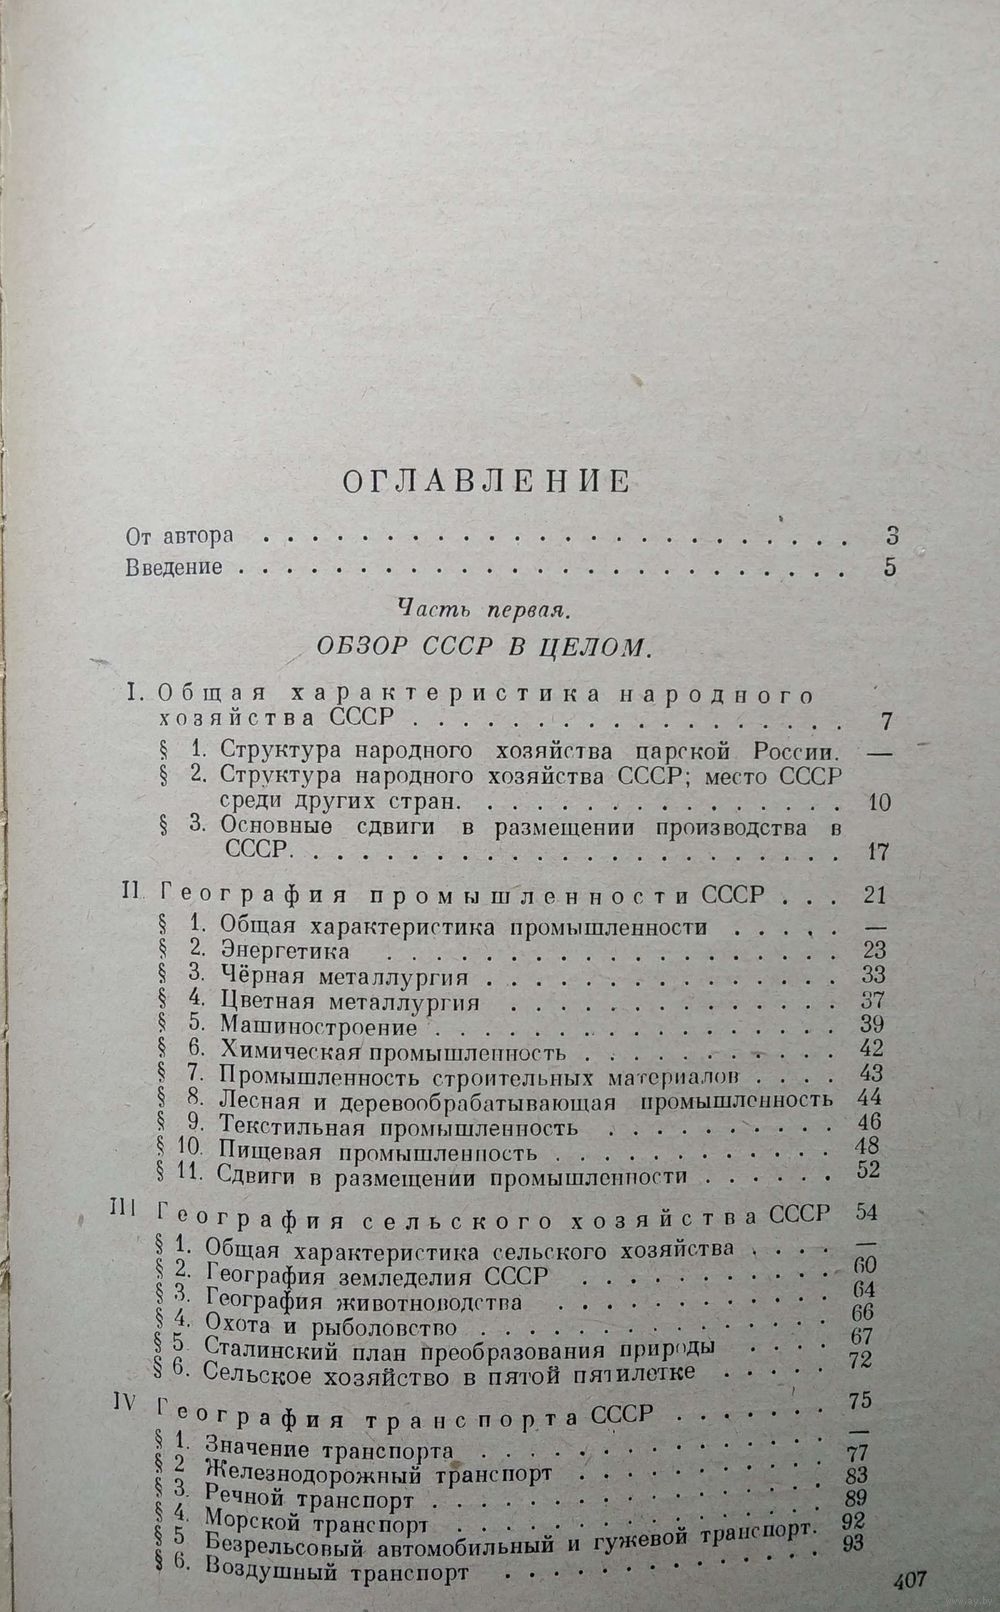 ОГЛАВЛЕНИЕ
От автора . . . . . . . . . . . . . . . . . . . . . . . . 3
Введение . . . . . . . . . . . . . . . . . . . . . . . . . 5
Часть первая.
ОБЗОР СССР В ЦЕЛОМ.
I. Общая характеристика народного
хозяйства СССР . . . . . . . . . . . . . . . . . . 7
§ 1. Структура народного хозяйства царской России. —
§ 2. Структура народного хозяйства СССР; место СССР
среди других стран. . . . . . . . . . . . . . . . 10
§ 3. Основные сдвиги в размещении производства в
СССР. . . . . . . . . . . . . . . . . . . . . . . 17
II. География промышленности СССР . . . 21
§ 1. Общая характеристика промышленности . . . . . —
§ 2. Энергетика . . . . . . . . . . . . . . . . . . . 23
§ 3. Чёрная металлургия . . . . . . . . . . . . . . . 33
§ 4. Цветная металлургия . . . . . . . . . . . . . . 37
§ 5. Машиностроение . . . . . . . . . . . . . . . . . 39
§ 6. Химическая промышленность . . . . . . . . . . . 42
§ 7. Промышленность строительных материалов . . . . 43
§ 8. Лесная и деревообрабатывающая промышленность 44
§ 9. Текстильная промышленность . . . . . . . . . . 46
§ 10. Пищевая промышленность . . . . . . . . . . . . 48
§ 11. Сдвиги в размещении промышленности . . . . . . 52
III География сельского хозяйства СССР 54
§ 1. Общая характеристика сельского хозяйства . . . . —
§ 2. География земледелия СССР . . . . . . . . . . . 60
§ 3. География животноводства . . . . . . . . . . . . 64
§ 4. Охота и рыболовство . . . . . . . . . . . . . . . 66
§ 5 Сталинский план преобразования природы . . . . 67
§ 6. Сельское хозяйство в пятой пятилетке . . . . . 72
IV География транспорта СССР . . . . . . . 75
§ 1. Значение транспорта . . . . . . . . . . . . . . . —
§ 2 Железнодорожный транспорт . . . . . . . . . . . 77
§ 3. Речной транспорт . . . . . . . . . . . . . . . . . 83
§ 4. Морской транспорт . . . . . . . . . . . . . . . . 89
§ 5 Безрельсовый автомобильный и гужевой транспорт. 92
§ 6. Воздушный транспорт . . . . . . . . . . . . . . 93
407
www.ay.by